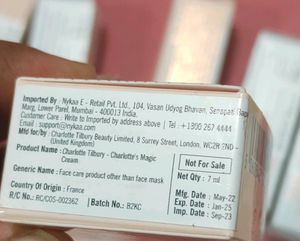 Imported By : Nykaa E - Retail Pvt. Ltd., 104, Vasan Udyog Bhavan, Senapati Bapat
Marg, Lower Parel, Mumbai - 400013 India.
Customer Care : Write to Imported by address above | Tel : +1800 267 4444
Email : support@nykaa.com
Mfd for/by : Charlotte Tilbury Beauty Limited, 8 Surrey Street, London, WC2R 2ND
(United Kingdom)
Product Name : Charlotte Tilbury - Charlotte's Magic
Cream
Generic Name : Face care product other than face mask
Country Of Origin : France
R/C No.: RC/COS-002362
Batch No.: B2KC
Not For Sale
Net Qty : 7 ml
Mfg. Date : May-22
Exp. Date : Jan-25
Imp. Date : Sep-23